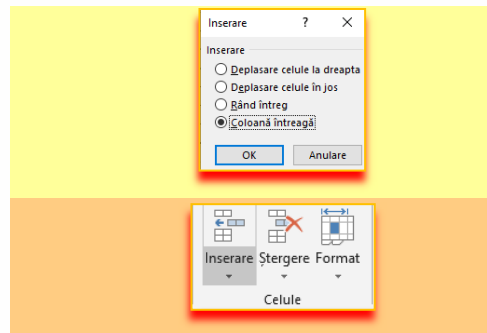 Inserare ? ×
Inserare
Deplasare celule la dreapta
Deplasare celule în jos
Rând întreg
Coloană întreagă
OK Anulare
Inserare Ștergere Format
Celule